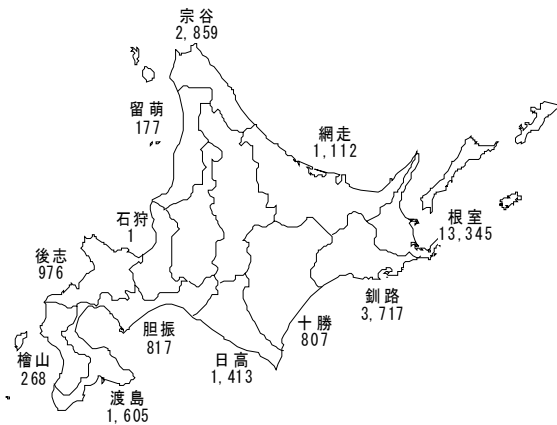 宗谷
2,859
留萌
177
網走
1,112
石狩
1
根室
13,345
後志
976
釧路
3,717
胆振
817
十勝
807
檜山
268
日高
1,413
渡島
1,605